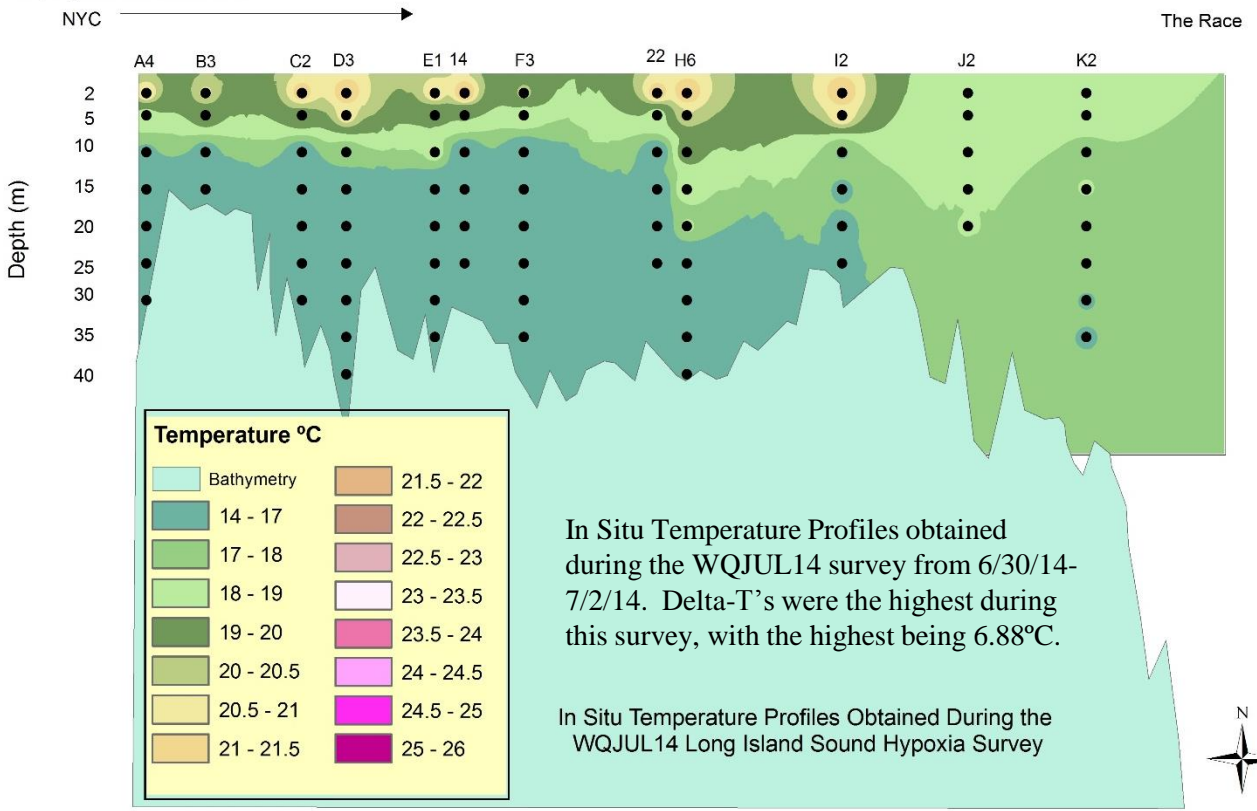 NYC
The Race
A4 B3 C2 D3 E1 14 F3 22 H6 I2 J2 K2
Depth (m)
2
5
10
15
20
25
30
35
40
Temperature ºC
Bathymetry
14 - 17
17 - 18
18 - 19
19 - 20
20 - 20.5
20.5 - 21
21 - 21.5
21.5 - 22
22 - 22.5
22.5 - 23
23 - 23.5
23.5 - 24
24 - 24.5
24.5 - 25
25 - 26
In Situ Temperature Profiles obtained
during the WQJUL14 survey from 6/30/14-
7/2/14.  Delta-T’s were the highest during
this survey, with the highest being 6.88ºC.
In Situ Temperature Profiles Obtained During the
WQJUL14 Long Island Sound Hypoxia Survey
N